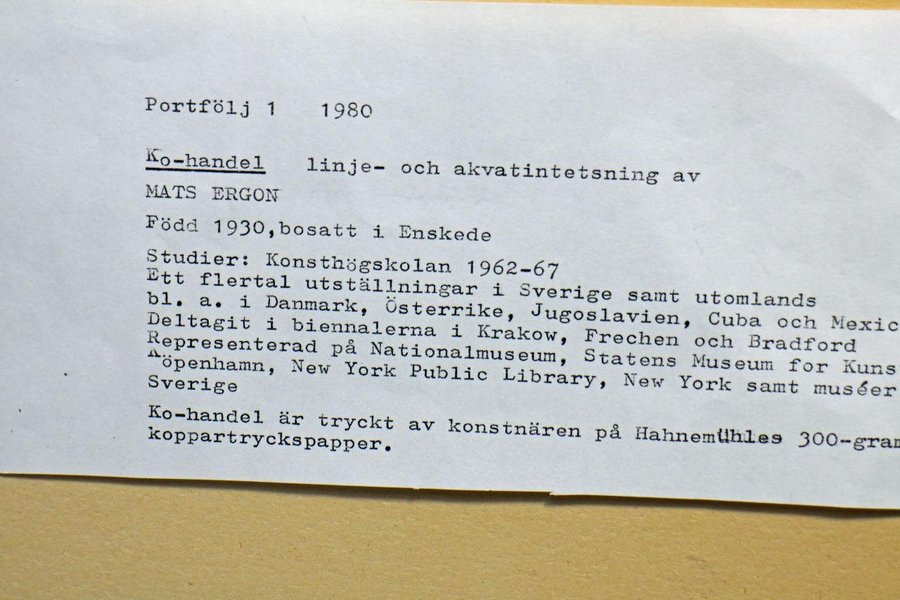 Portfölj 1 1980
Ko-handel linje- och akvatintetsning av
MATS ERGON
Född 1930,bosatt i Enskede
Studier: Konsthögskolan 1962-67
Ett flertal utställningar i Sverige samt utomlands
bl. a. i Danmark, Österrike, Jugoslavien, Cuba och Mexic
Deltagit i biennalerna i Krakow, Frechen och Bradford
Representerad på Nationalmuseum, Statens Museum for Kuns
Köpenhamn, New York Public Library, New York samt muséer
Sverige
Ko-handel är tryckt av konstnären på Hahnemühles 300-gram
koppartryckspapper.